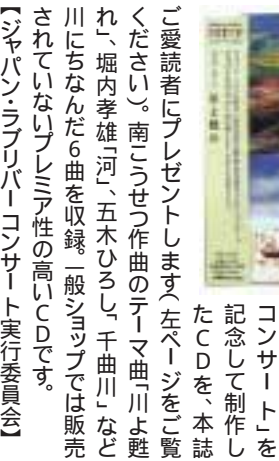 コンサート」を
記念して制作し
たCDを、本誌
ご愛読者にプレゼントします(左ページをご覧
ください)。南こうせつ作曲のテーマ曲「川よ甦
れ」、堀内孝雄「河」、五木ひろし「千曲川」など
川にちなんだ6曲を収録。一般ショップでは販売
されていないプレミア性の高いCDです。
【ジャパン・ラブリバーコンサート実行委員会】